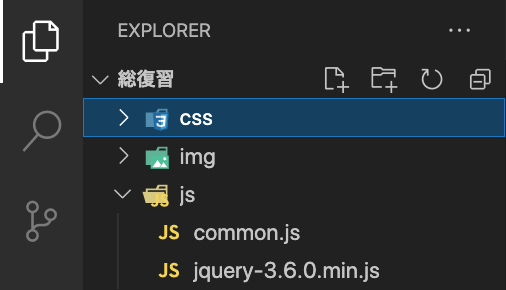 EXPLORER
総復習
css
img
js
JS common.js
JS jquery-3.6.0.min.js